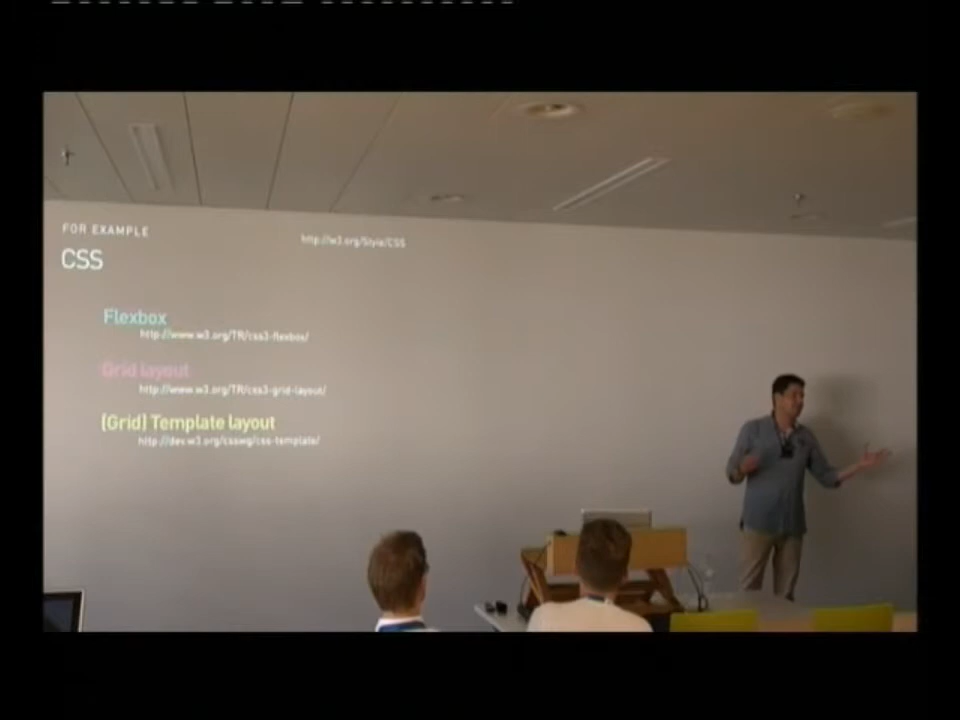 FOR EXAMPLE
http://w3.org/Style/CSS
CSS
Flexbox
http://www.w3.org/TR/css3-flexbox/
Grid layout
http://www.w3.org/TR/css3-grid-layout/
[Grid] Template layout
http://dev.w3.org/csswg/css-template/